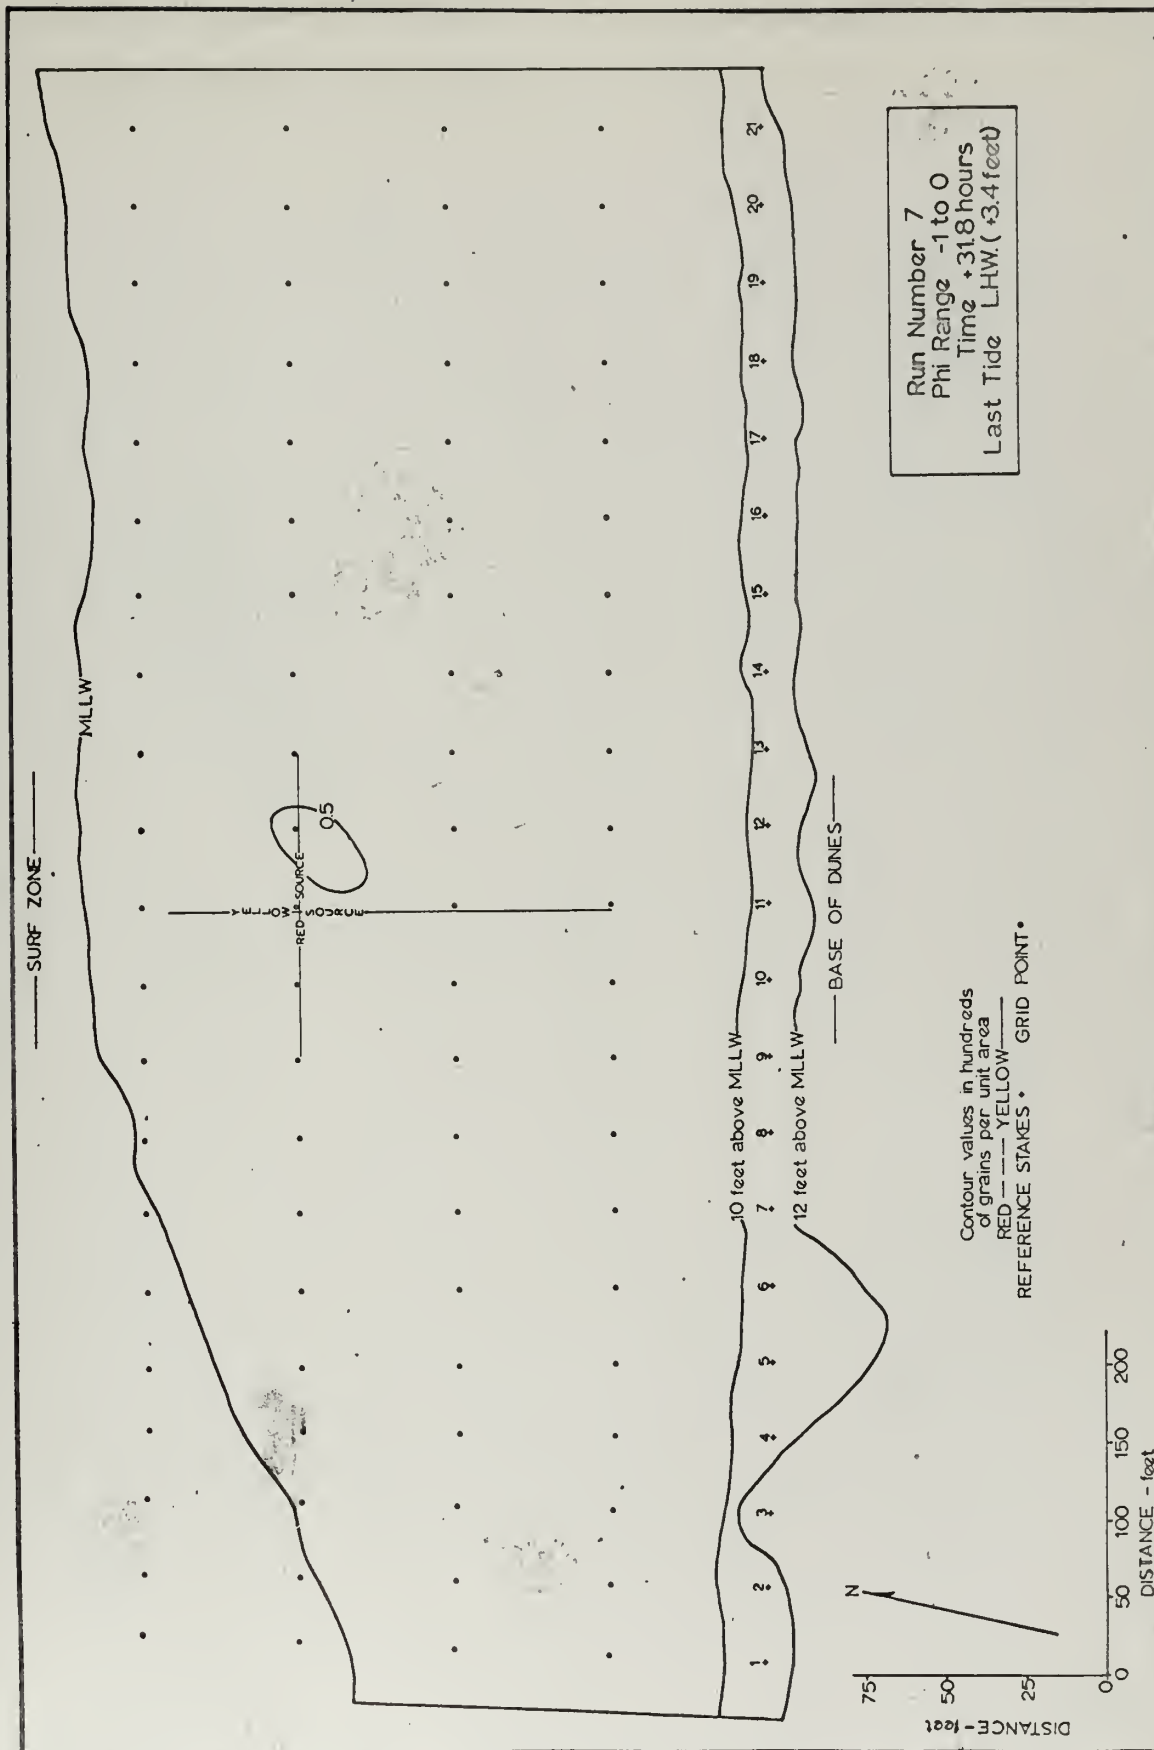 SURF ZONE
MLLW
YELLOW SOURCE
RED SOURCE
0.5
10 feet above MLLW
1 2 3 4 5 6 7 8 9 10 11 12 13 14 15 16 17 18 19 20 21
12 feet above MLLW
BASE OF DUNES
Run Number 7
Phi Range -1 to 0
Time +31.8 hours
Last Tide L.H.W. (+3.4 feet)
Contour values in hundreds
of grains per unit area
RED YELLOW
REFERENCE STAKES GRID POINT
N
75
50
25
0
DISTANCE - feet
0 50 100 150 200
DISTANCE - feet